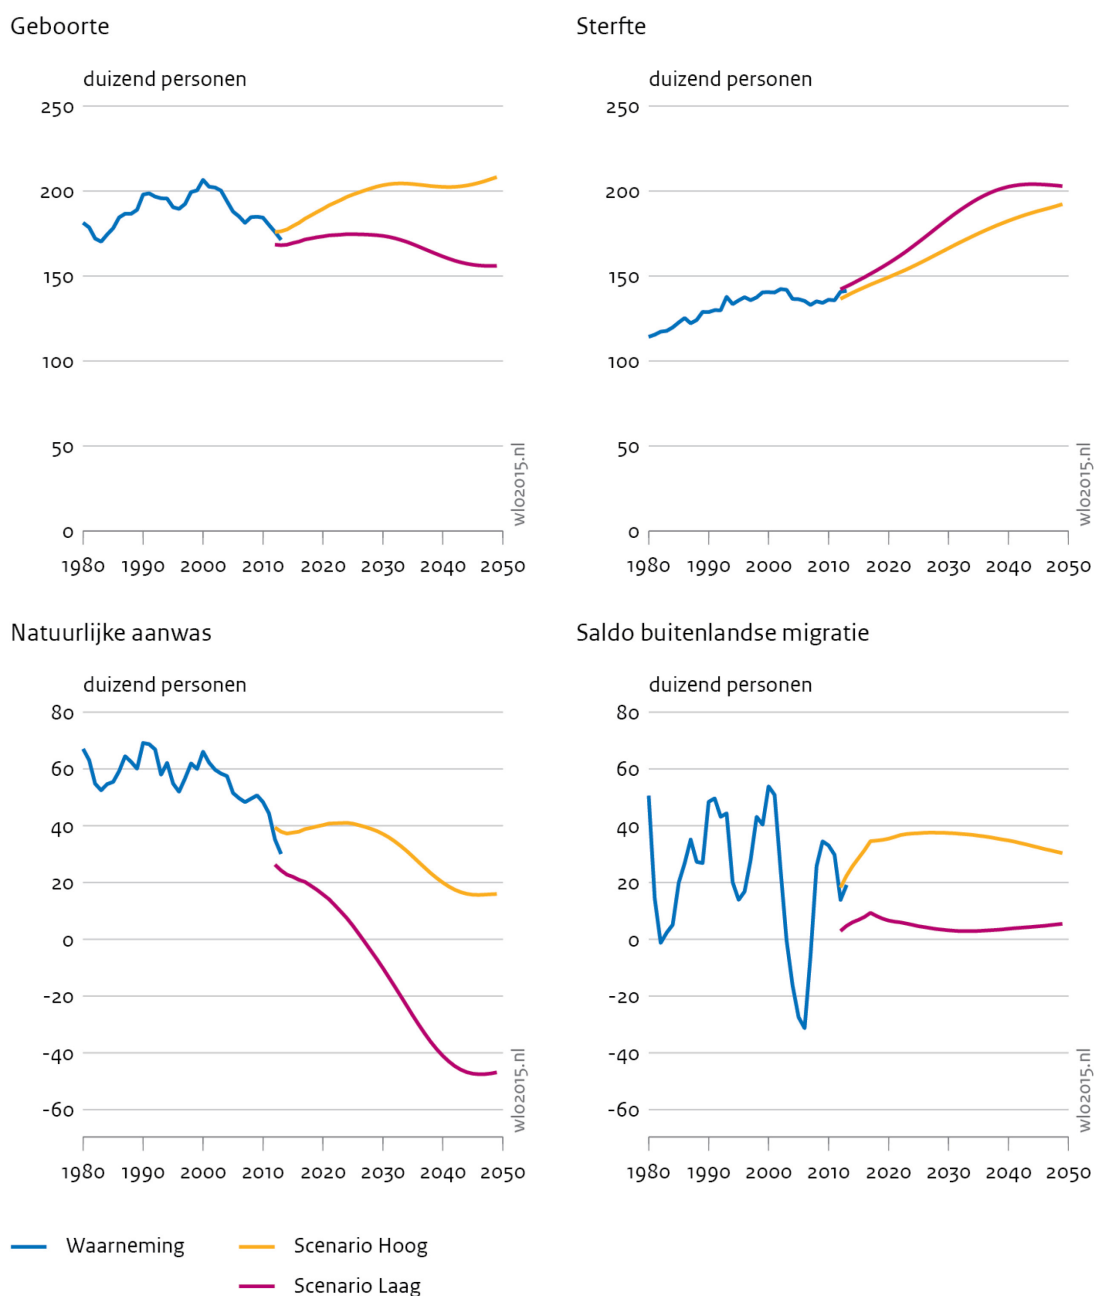 Geboorte
duizend personen
250
200
150
100
50
0
1980 1990 2000 2010 2020 2030 2040 2050
wlo2015.nl
Sterfte
duizend personen
250
200
150
100
50
0
1980 1990 2000 2010 2020 2030 2040 2050
wlo2015.nl
Natuurlijke aanwas
duizend personen
80
60
40
20
0
-20
-40
-60
1980 1990 2000 2010 2020 2030 2040 2050
wlo2015.nl
Saldo buitenlandse migratie
duizend personen
80
60
40
20
0
-20
-40
-60
1980 1990 2000 2010 2020 2030 2040 2050
wlo2015.nl
Waarneming
Scenario Hoog
Scenario Laag